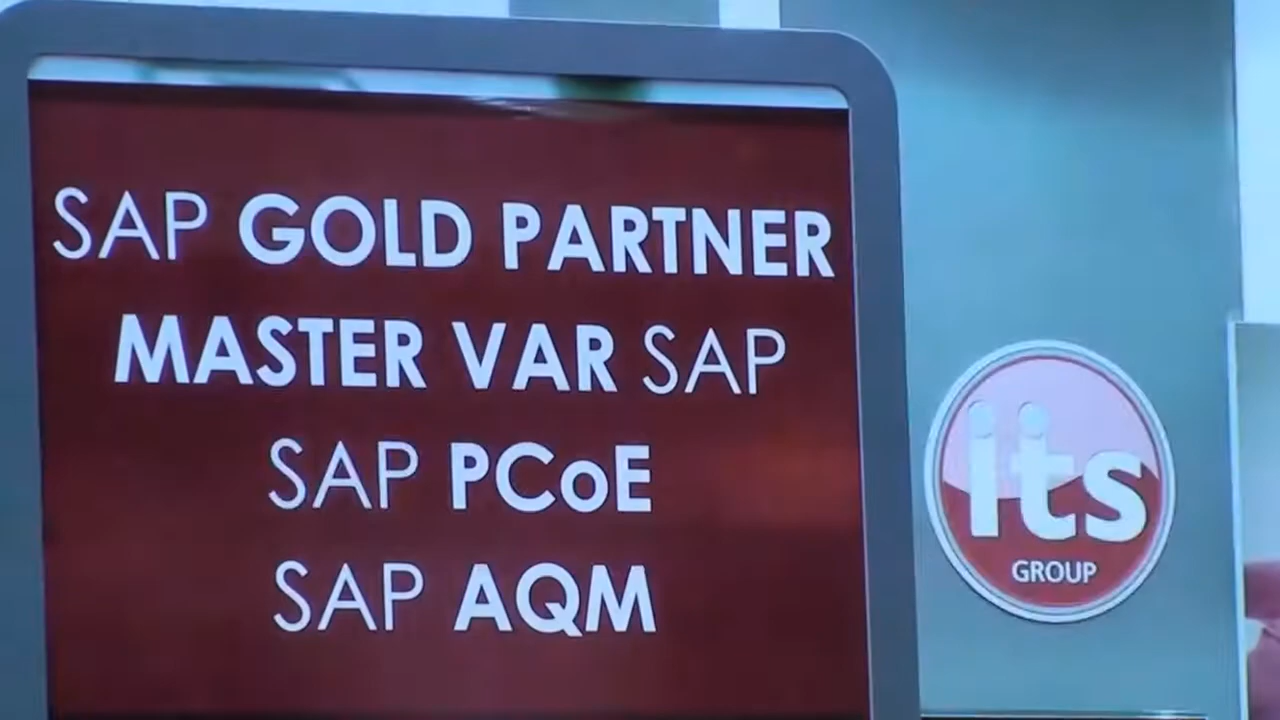 SAP GOLD PARTNER
MASTER VAR SAP
SAP PCoE
SAP AQM
its
GROUP